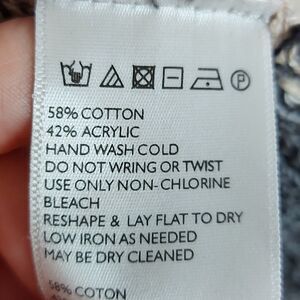 P
58% COTTON
42% ACRYLIC
HAND WASH COLD
DO NOT WRING OR TWIST
USE ONLY NON-CHLORINE
BLEACH
RESHAPE & LAY FLAT TO DRY
LOW IRON AS NEEDED
MAY BE DRY CLEANED
58% COTON